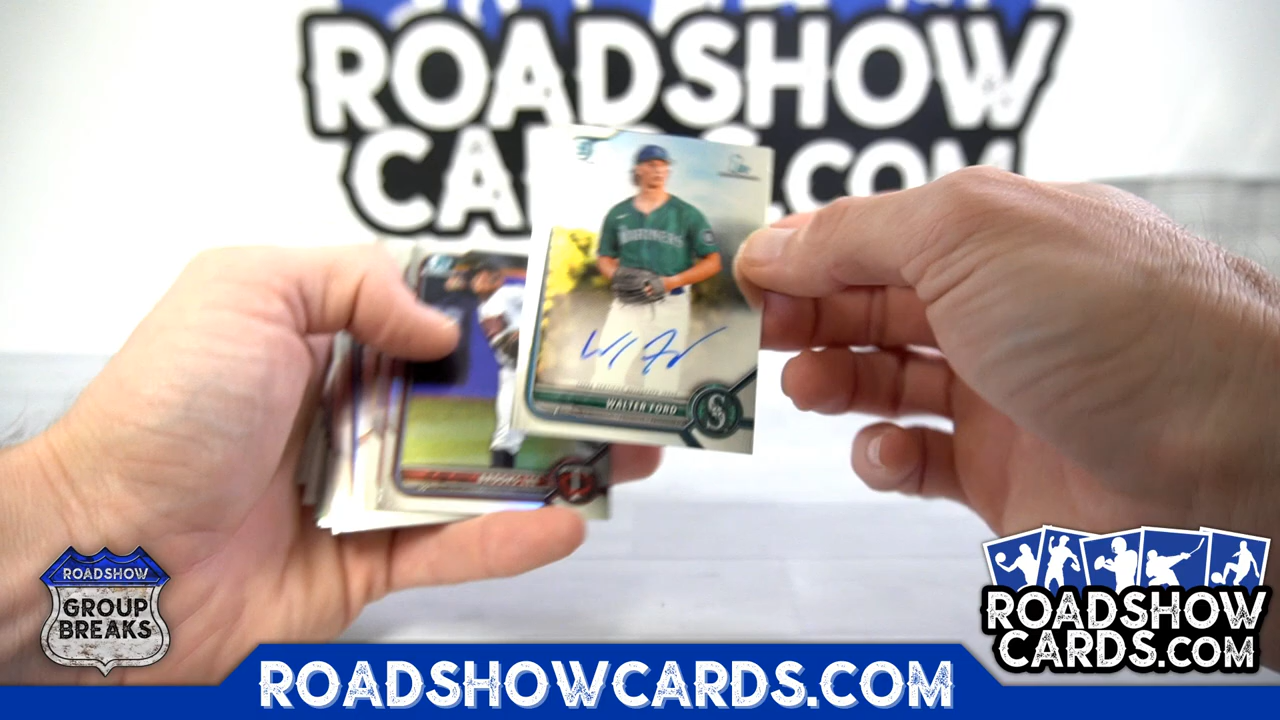 ROADSHOW
CARDS.COM
MARINERS
WALTER FORD
S
ROADSHOW
GROUP
BREAKS
ROADSHOW
CARDS.COM
ROADSHOWCARDS.COM